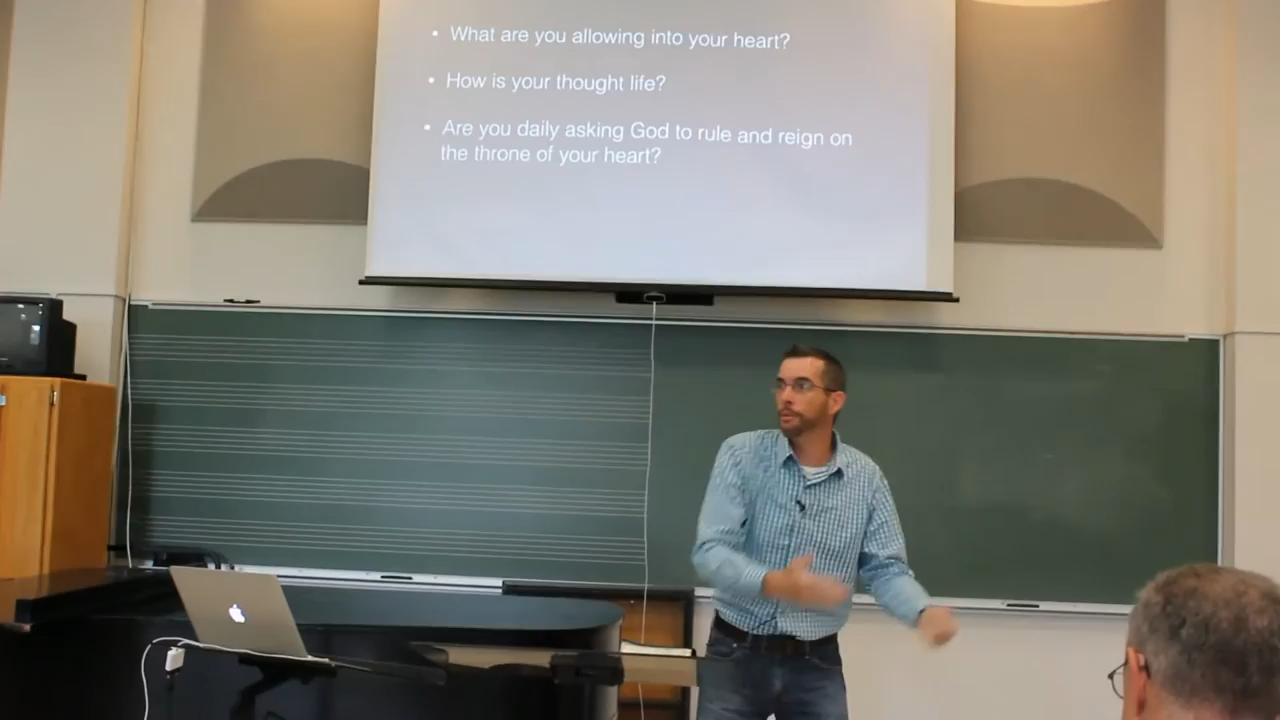 • What are you allowing into your heart?
• How is your thought life?
• Are you daily asking God to rule and reign on
the throne of your heart?